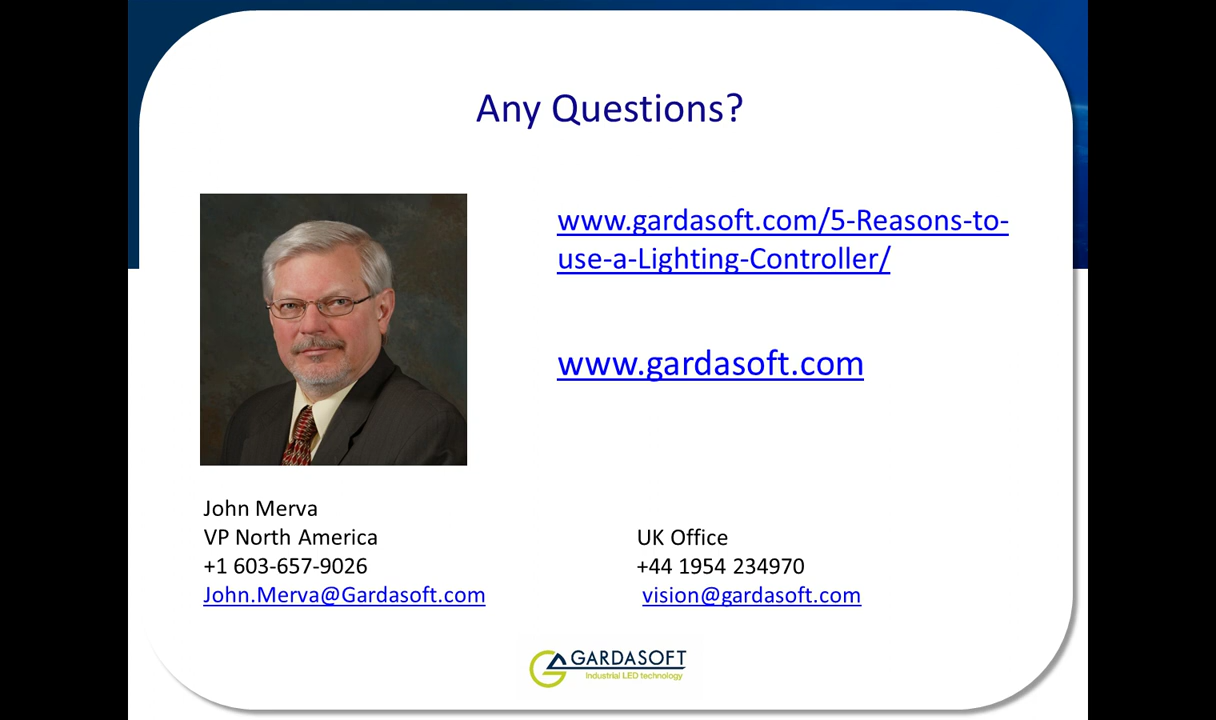 Any Questions?
www.gardasoft.com/5-Reasons-to-
use-a-Lighting-Controller/
www.gardasoft.com
John Merva
VP North America
+1 603-657-9026
John.Merva@Gardasoft.com
UK Office
+44 1954 234970
vision@gardasoft.com
GARDASOFT
Industrial LED technology